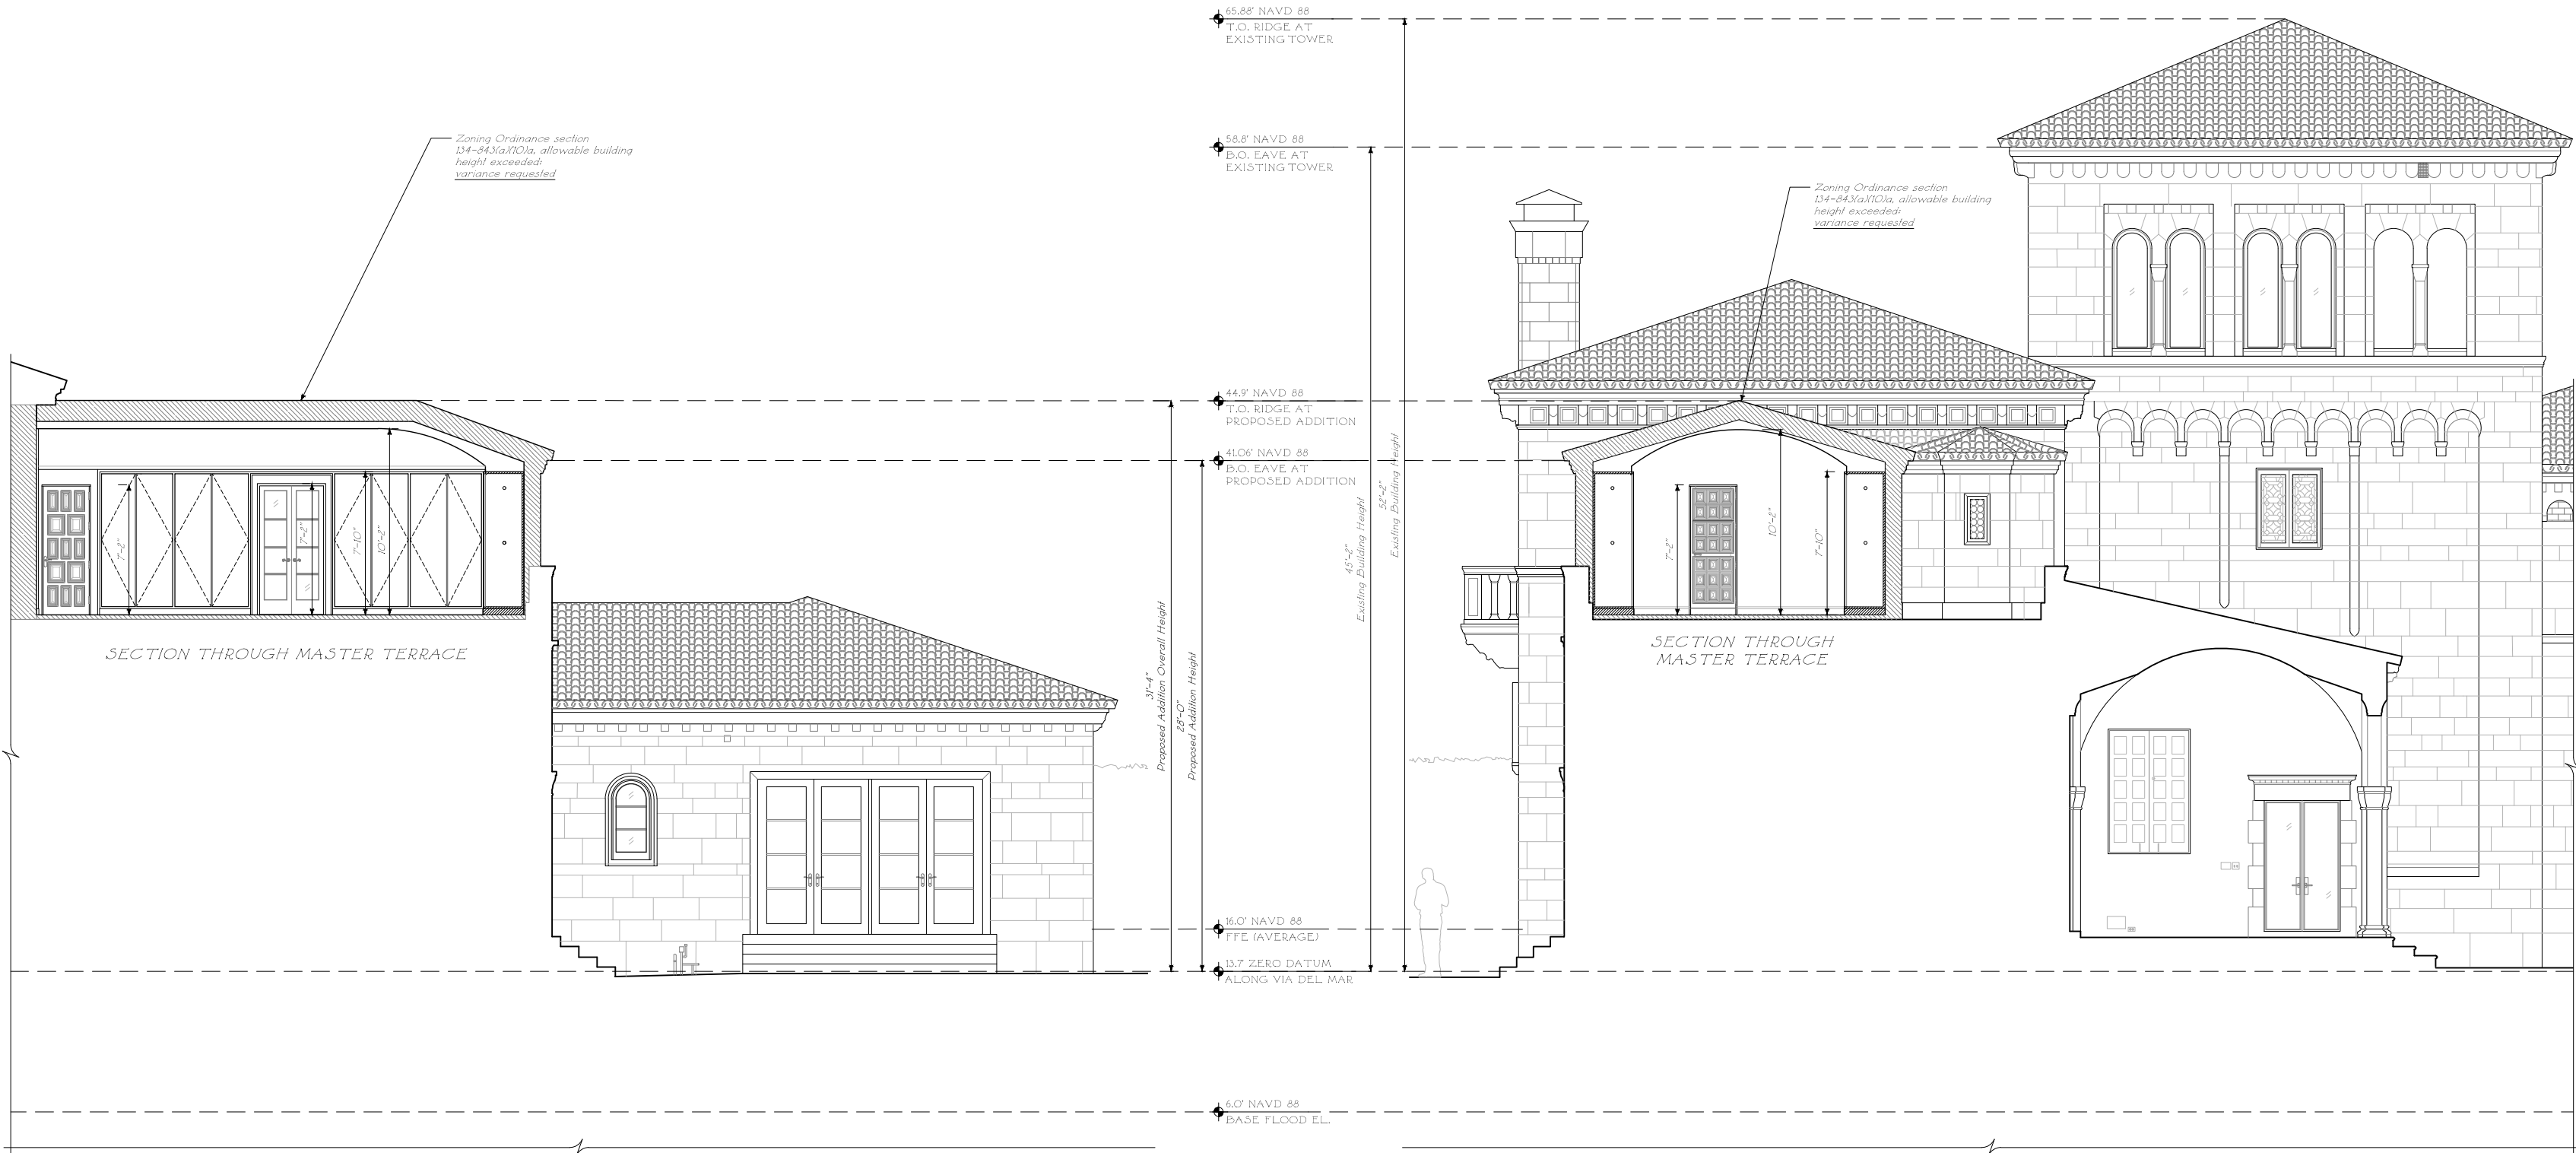 65.88' NAVD 88
T.O. RIDGE AT
EXISTING TOWER
58.8' NAVD 88
B.O. EAVE AT
EXISTING TOWER
Zoning Ordinance section
134-843(a)(10)a, allowable building
height exceeded:
variance requested
Zoning Ordinance section
134-843(a)(10)a, allowable building
height exceeded:
variance requested
44.9' NAVD 88
T.O. RIDGE AT
PROPOSED ADDITION
41.06' NAVD 88
B.O. EAVE AT
PROPOSED ADDITION
7'-2"
7'-2"
7'-10"
10'-2"
SECTION THROUGH MASTER TERRACE
31'-4"
Proposed Addition Overall Height
28'-0"
Proposed Addition Height
45'-2"
Existing Building Height
52'-2"
Existing Building Height
7'-2"
10'-2"
7'-10"
SECTION THROUGH
MASTER TERRACE
16.0' NAVD 88
FFE (AVERAGE)
13.7' ZERO DATUM
ALONG VIA DEL MAR
6.0' NAVD 88
BASE FLOOD EL.